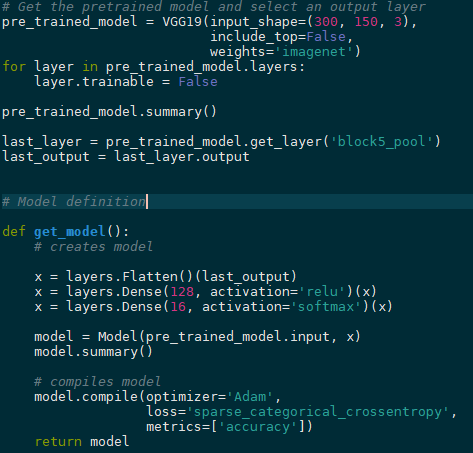 # Get the pretrained model and select an output layer
pre_trained_model = VGG19(input_shape=(300, 150, 3),
                          include_top=False,
                          weights='imagenet')
for layer in pre_trained_model.layers:
    layer.trainable = False

pre_trained_model.summary()

last_layer = pre_trained_model.get_layer('block5_pool')
last_output = last_layer.output


# Model definition

def get_model():
    # creates model

    x = layers.Flatten()(last_output)
    x = layers.Dense(128, activation='relu')(x)
    x = layers.Dense(16, activation='softmax')(x)

    model = Model(pre_trained_model.input, x)
    model.summary()

    # compiles model
    model.compile(optimizer='Adam',
                  loss='sparse_categorical_crossentropy',
                  metrics=['accuracy'])
    return model